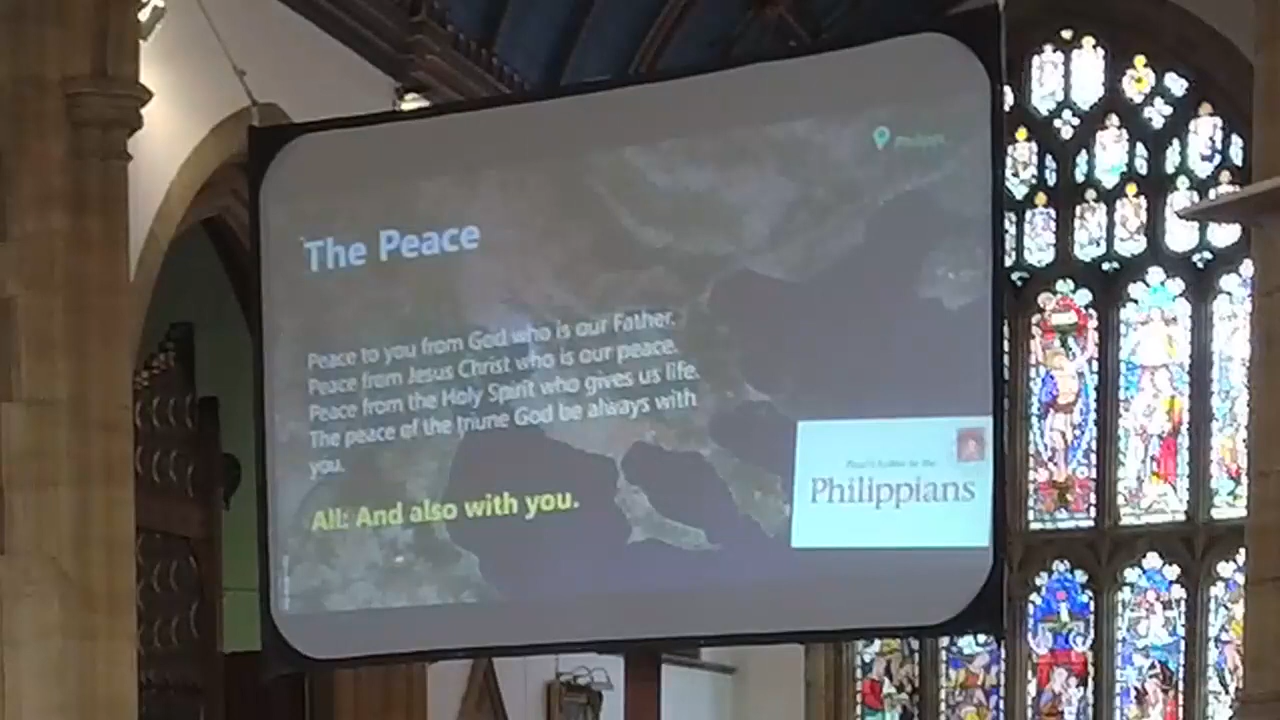 The Peace
Peace to you from God who is our Father.
Peace from Jesus Christ who is our peace.
Peace from the Holy Spirit who gives us life.
The peace of the triune God be always with
you.
All: And also with you.
Philippians